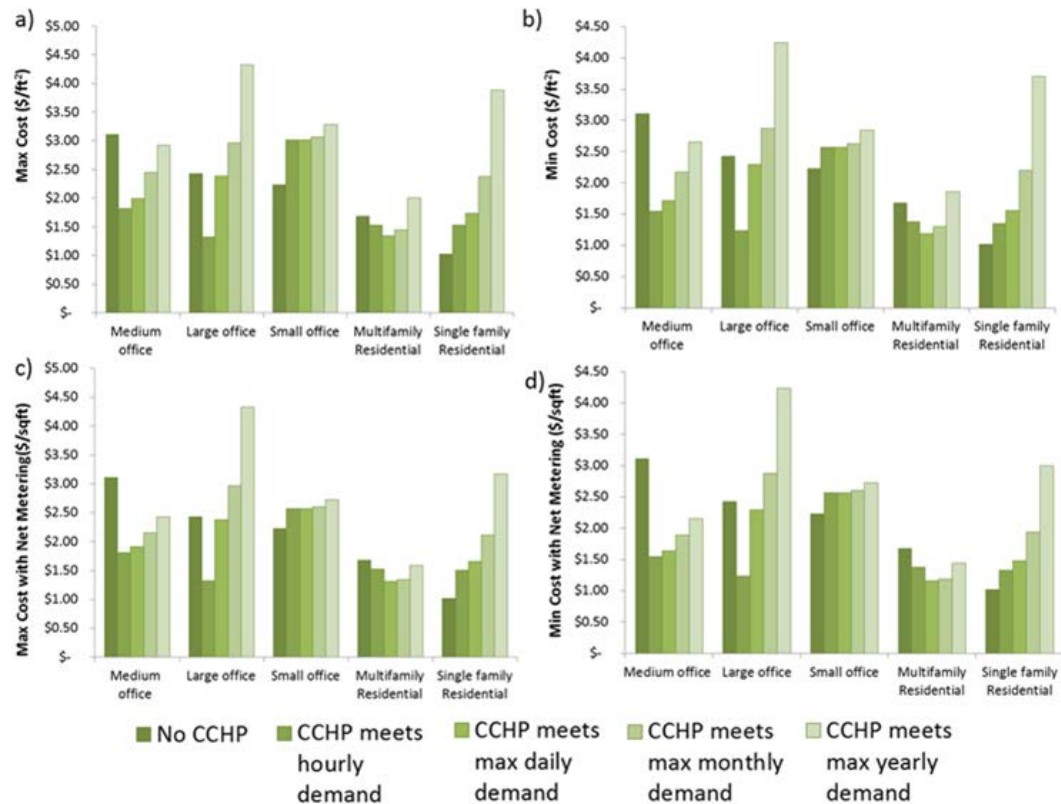 a)
Max Cost ($/ft²)
$5.00
$4.50
$4.00
$3.50
$3.00
$2.50
$2.00
$1.50
$1.00
$0.50
$-
Medium
office
Large office
Small office
Multifamily
Residential
Single family
Residential
b)
Min Cost ($/ft²)
$4.50
$4.00
$3.50
$3.00
$2.50
$2.00
$1.50
$1.00
$0.50
$-
Medium
office
Large office
Small office
Multifamily
Residential
Single family
Residential
c)
Max Cost with Net Metering($/sqft)
$5.00
$4.50
$4.00
$3.50
$3.00
$2.50
$2.00
$1.50
$1.00
$0.50
$-
Medium
office
Large office
Small office
Multifamily
Residential
Single family
Residential
d)
Min Cost with Net Metering ($/sqft)
$4.50
$4.00
$3.50
$3.00
$2.50
$2.00
$1.50
$1.00
$0.50
$-
Medium office
Large office
Small office
Multifamily
Residential
Single family
Residential
No CCHP
CCHP meets
hourly
demand
CCHP meets
max daily
demand
CCHP meets
max monthly
demand
CCHP meets
max yearly
demand